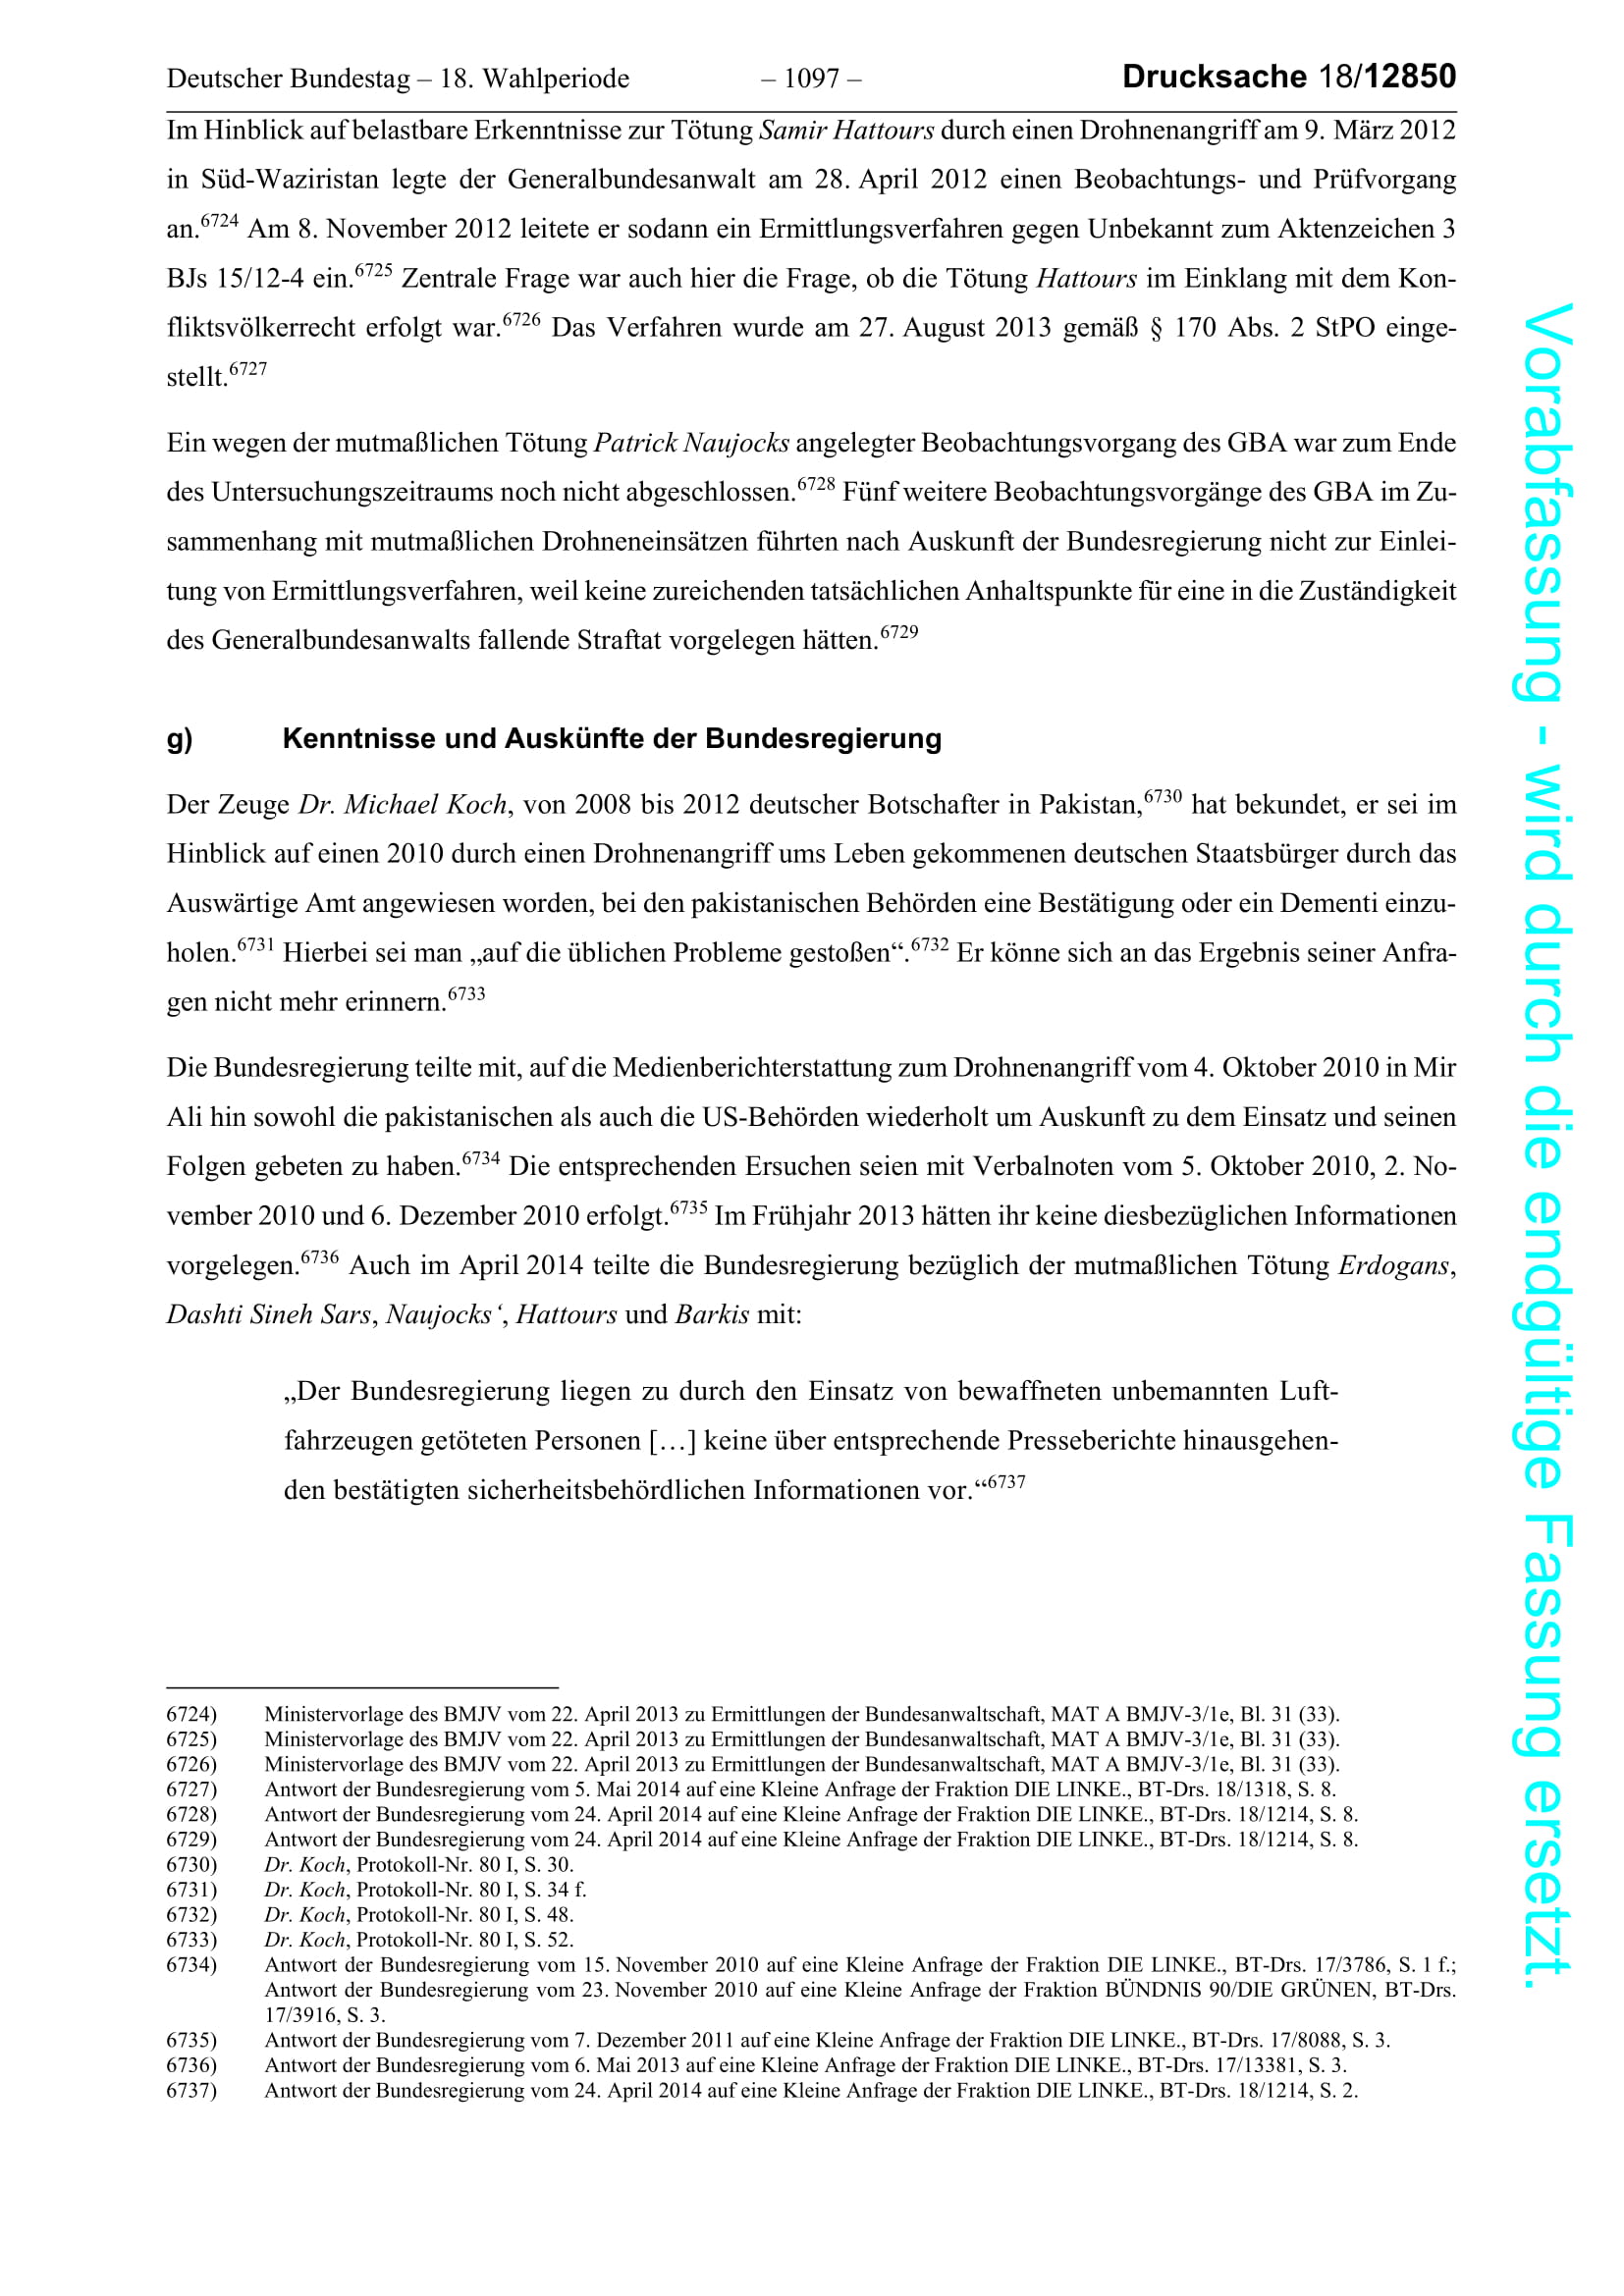 Deutscher Bundestag – 18. Wahlperiode – 1097 – Drucksache 18/12850
Im Hinblick auf belastbare Erkenntnisse zur Tötung Samir Hattours durch einen Drohnenangriff am 9. März 2012
in Süd-Waziristan legte der Generalbundesanwalt am 28. April 2012 einen Beobachtungs- und Prüfvorgang
an.6724 Am 8. November 2012 leitete er sodann ein Ermittlungsverfahren gegen Unbekannt zum Aktenzeichen 3
BJs 15/12-4 ein.6725 Zentrale Frage war auch hier die Frage, ob die Tötung Hattours im Einklang mit dem Kon-
fliktsvölkerrecht erfolgt war.6726 Das Verfahren wurde am 27. August 2013 gemäß § 170 Abs. 2 StPO einge-
stellt.6727
Ein wegen der mutmaßlichen Tötung Patrick Naujocks angelegter Beobachtungsvorgang des GBA war zum Ende
des Untersuchungszeitraums noch nicht abgeschlossen.6728 Fünf weitere Beobachtungsvorgänge des GBA im Zu-
sammenhang mit mutmaßlichen Drohneneinsätzen führten nach Auskunft der Bundesregierung nicht zur Einlei-
tung von Ermittlungsverfahren, weil keine zureichenden tatsächlichen Anhaltspunkte für eine in die Zuständigkeit
des Generalbundesanwalts fallende Straftat vorgelegen hätten.6729
g) Kenntnisse und Auskünfte der Bundesregierung
Der Zeuge Dr. Michael Koch, von 2008 bis 2012 deutscher Botschafter in Pakistan,6730 hat bekundet, er sei im
Hinblick auf einen 2010 durch einen Drohnenangriff ums Leben gekommenen deutschen Staatsbürger durch das
Auswärtige Amt angewiesen worden, bei den pakistanischen Behörden eine Bestätigung oder ein Dementi einzu-
holen.6731 Hierbei sei man „auf die üblichen Probleme gestoßen“.6732 Er könne sich an das Ergebnis seiner Anfra-
gen nicht mehr erinnern.6733
Die Bundesregierung teilte mit, auf die Medienberichterstattung zum Drohnenangriff vom 4. Oktober 2010 in Mir
Ali hin sowohl die pakistanischen als auch die US-Behörden wiederholt um Auskunft zu dem Einsatz und seinen
Folgen gebeten zu haben.6734 Die entsprechenden Ersuchen seien mit Verbalnoten vom 5. Oktober 2010, 2. No-
vember 2010 und 6. Dezember 2010 erfolgt.6735 Im Frühjahr 2013 hätten ihr keine diesbezüglichen Informationen
vorgelegen.6736 Auch im April 2014 teilte die Bundesregierung bezüglich der mutmaßlichen Tötung Erdogans,
Dashti Sineh Sars, Naujocks‘, Hattours und Barkis mit:
„Der Bundesregierung liegen zu durch den Einsatz von bewaffneten unbemannten Luft-
fahrzeugen getöteten Personen […] keine über entsprechende Presseberichte hinausgehen-
den bestätigten sicherheitsbehördlichen Informationen vor.“6737
6724) Ministervorlage des BMJV vom 22. April 2013 zu Ermittlungen der Bundesanwaltschaft, MAT A BMJV-3/1e, Bl. 31 (33).
6725) Ministervorlage des BMJV vom 22. April 2013 zu Ermittlungen der Bundesanwaltschaft, MAT A BMJV-3/1e, Bl. 31 (33).
6726) Ministervorlage des BMJV vom 22. April 2013 zu Ermittlungen der Bundesanwaltschaft, MAT A BMJV-3/1e, Bl. 31 (33).
6727) Antwort der Bundesregierung vom 5. Mai 2014 auf eine Kleine Anfrage der Fraktion DIE LINKE., BT-Drs. 18/1318, S. 8.
6728) Antwort der Bundesregierung vom 24. April 2014 auf eine Kleine Anfrage der Fraktion DIE LINKE., BT-Drs. 18/1214, S. 8.
6729) Antwort der Bundesregierung vom 24. April 2014 auf eine Kleine Anfrage der Fraktion DIE LINKE., BT-Drs. 18/1214, S. 8.
6730) Dr. Koch, Protokoll-Nr. 80 I, S. 30.
6731) Dr. Koch, Protokoll-Nr. 80 I, S. 34 f.
6732) Dr. Koch, Protokoll-Nr. 80 I, S. 48.
6733) Dr. Koch, Protokoll-Nr. 80 I, S. 52.
6734) Antwort der Bundesregierung vom 15. November 2010 auf eine Kleine Anfrage der Fraktion DIE LINKE., BT-Drs. 17/3786, S. 1 f.;
Antwort der Bundesregierung vom 23. November 2010 auf eine Kleine Anfrage der Fraktion BÜNDNIS 90/DIE GRÜNEN, BT-Drs.
17/3916, S. 3.
6735) Antwort der Bundesregierung vom 7. Dezember 2011 auf eine Kleine Anfrage der Fraktion DIE LINKE., BT-Drs. 17/8088, S. 3.
6736) Antwort der Bundesregierung vom 6. Mai 2013 auf eine Kleine Anfrage der Fraktion DIE LINKE., BT-Drs. 17/13381, S. 3.
6737) Antwort der Bundesregierung vom 24. April 2014 auf eine Kleine Anfrage der Fraktion DIE LINKE., BT-Drs. 18/1214, S. 2.
Vorabfassung - wird durch die endgültige Fassung ersetzt.